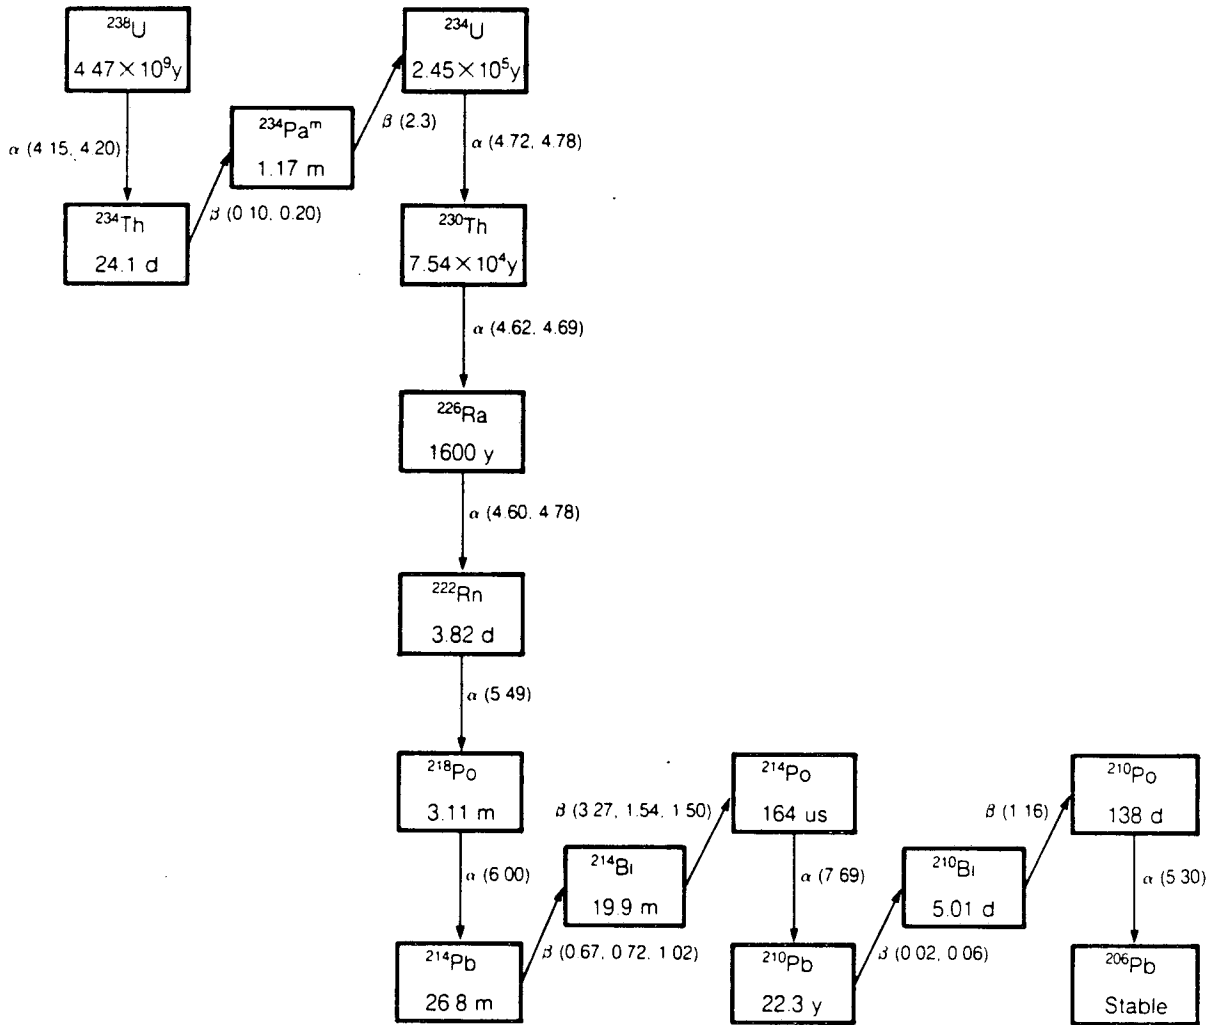 ²³⁸U
4.47×10⁹y
α (4.15, 4.20)
²³⁴Th
24.1 d
β (0.10, 0.20)
²³⁴Paᵐ
1.17 m
β (2.3)
²³⁴U
2.45×10⁵y
α (4.72, 4.78)
²³⁰Th
7.54×10⁴y
α (4.62, 4.69)
²²⁶Ra
1600 y
α (4.60, 4.78)
²²²Rn
3.82 d
α (5.49)
²¹⁸Po
3.11 m
α (6.00)
²¹⁴Pb
26.8 m
β (0.67, 0.72, 1.02)
²¹⁴Bi
19.9 m
β (3.27, 1.54, 1.50)
²¹⁴Po
164 us
α (7.69)
²¹⁰Pb
22.3 y
β (0.02, 0.06)
²¹⁰Bi
5.01 d
β (1.16)
²¹⁰Po
138 d
α (5.30)
²⁰⁶Pb
Stable